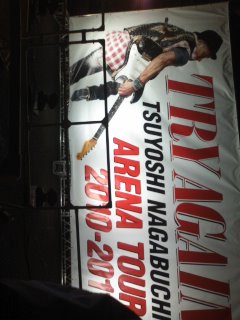 TRY AGAIN
TSUYOSHI NAGABUCHI
ARENA TOUR
2010-201